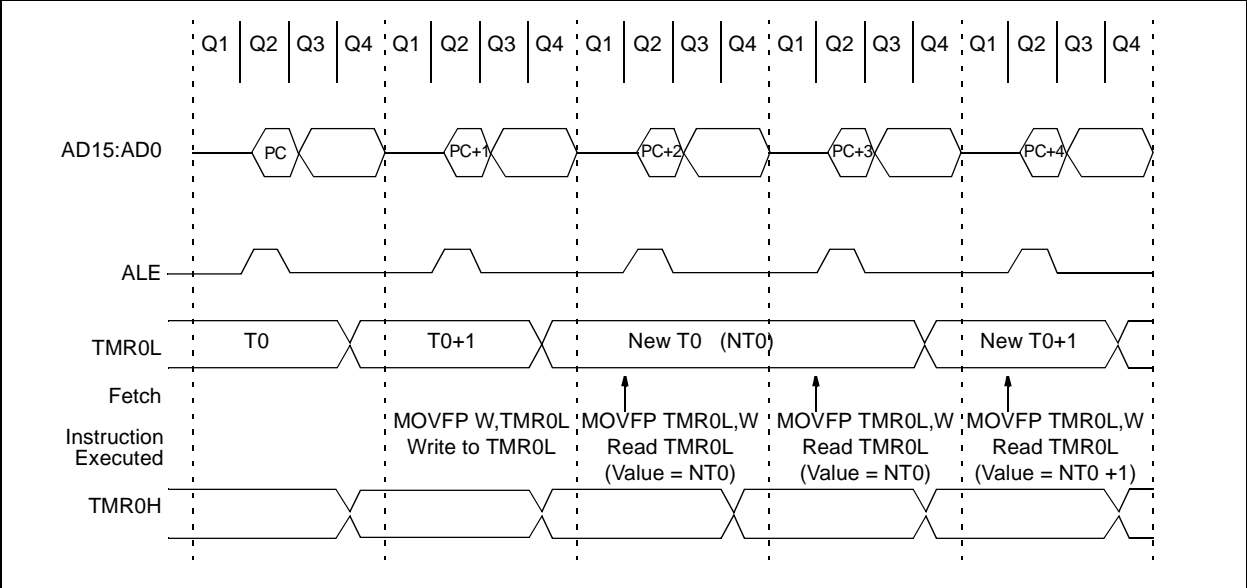 Q1 Q2 Q3 Q4 Q1 Q2 Q3 Q4 Q1 Q2 Q3 Q4 Q1 Q2 Q3 Q4 Q1 Q2 Q3 Q4
AD15:AD0 PC PC+1 PC+2 PC+3 PC+4
ALE
TMR0L T0 T0+1 New T0 (NT0) New T0+1
Fetch
Instruction
Executed
MOVFP W,TMR0L
Write to TMR0L
MOVFP TMR0L,W
Read TMR0L
(Value = NT0)
MOVFP TMR0L,W
Read TMR0L
(Value = NT0)
MOVFP TMR0L,W
Read TMR0L
(Value = NT0 +1)
TMR0H